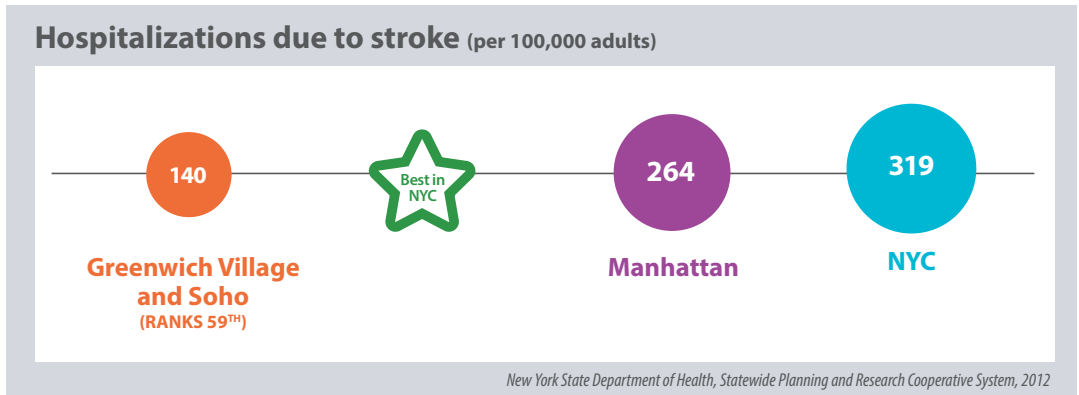 Hospitalizations due to stroke (per 100,000 adults)
140
Best in
NYC
264
319
Greenwich Village
and Soho
(RANKS 59TH)
Manhattan
NYC
New York State Department of Health, Statewide Planning and Research Cooperative System, 2012